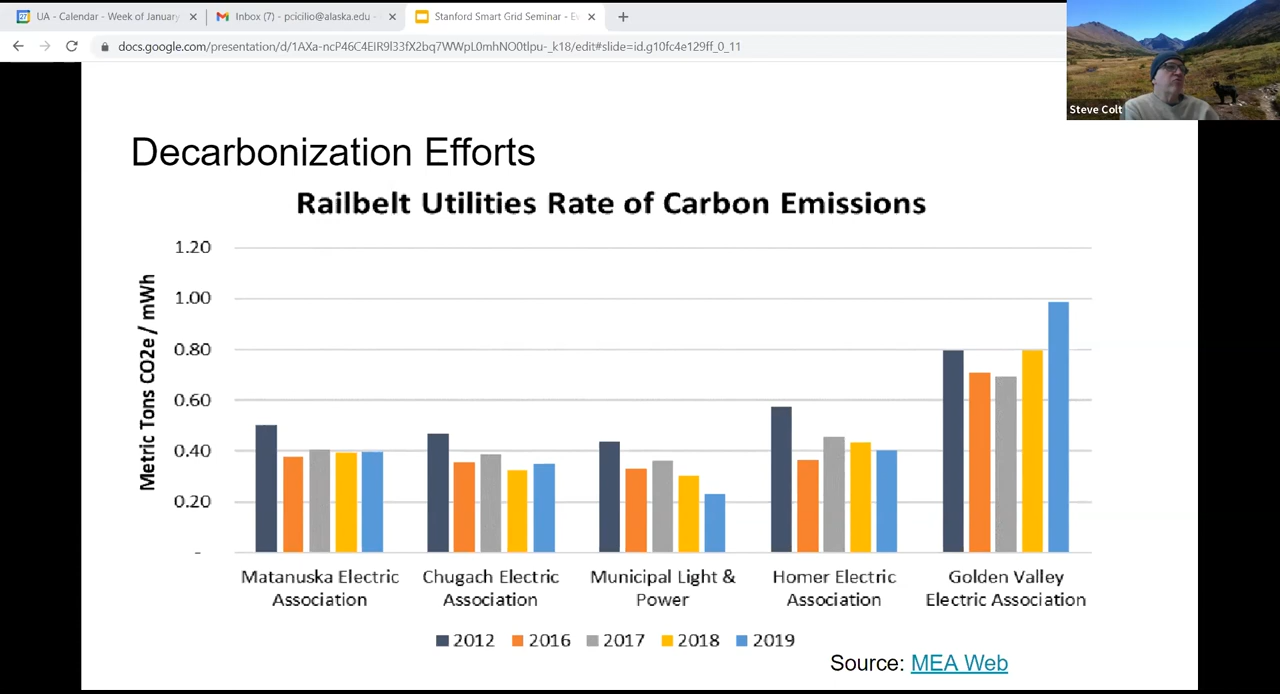 UA - Calendar - Week of January
Inbox (7) - pcicilio@alaska.edu -
Stanford Smart Grid Seminar - E
docs.google.com/presentation/d/1AXa-ncP46C4EIR9I33fX2bq7WWpL0mhNO0tlpu-_k18/edit#slide=id.g10fc4e129ff_0_11
Steve Colt
Decarbonization Efforts
Railbelt Utilities Rate of Carbon Emissions
Metric Tons CO2e / mWh
1.20
1.00
0.80
0.60
0.40
0.20
-
Matanuska Electric Association
Chugach Electric Association
Municipal Light & Power
Homer Electric Association
Golden Valley Electric Association
2012 2016 2017 2018 2019
Source: MEA Web